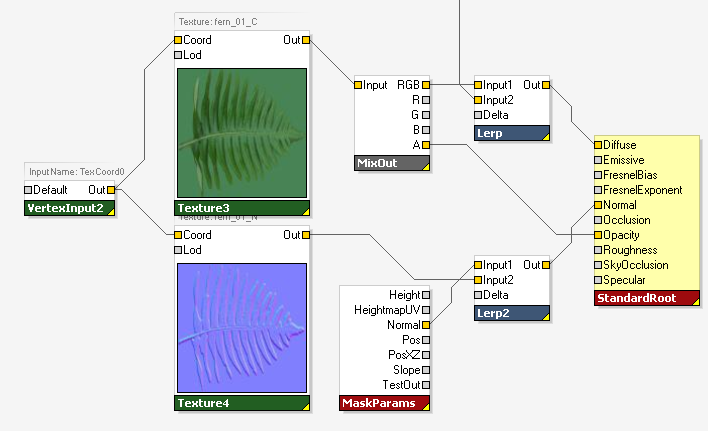 Texture: fern_01_C
Coord Out
Lod
Texture3
InputName: TexCoord0
Default Out
VertexInput2
Texture: fern_01_N
Coord Out
Lod
Texture4
Input RGB
R
G
B
A
MixOut
Input1 Out
Input2
Delta
Lerp
Height
HeightmapUV
Normal
Pos
PosXZ
Slope
TestOut
MaskParams
Input1 Out
Input2
Delta
Lerp2
Diffuse
Emissive
FresnelBias
FresnelExponent
Normal
Occlusion
Opacity
Roughness
SkyOcclusion
Specular
StandardRoot